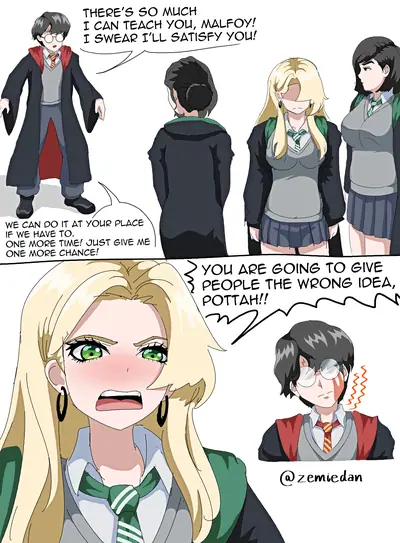 THERE'S SO MUCH
I CAN TEACH YOU, MALFOY!
I SWEAR I'LL SATISFY YOU!
WE CAN DO IT AT YOUR PLACE
IF WE HAVE TO.
ONE MORE TIME! JUST GIVE ME
ONE MORE CHANCE!
YOU ARE GOING TO GIVE
PEOPLE THE WRONG IDEA,
POTTAH!!
@zemiedan